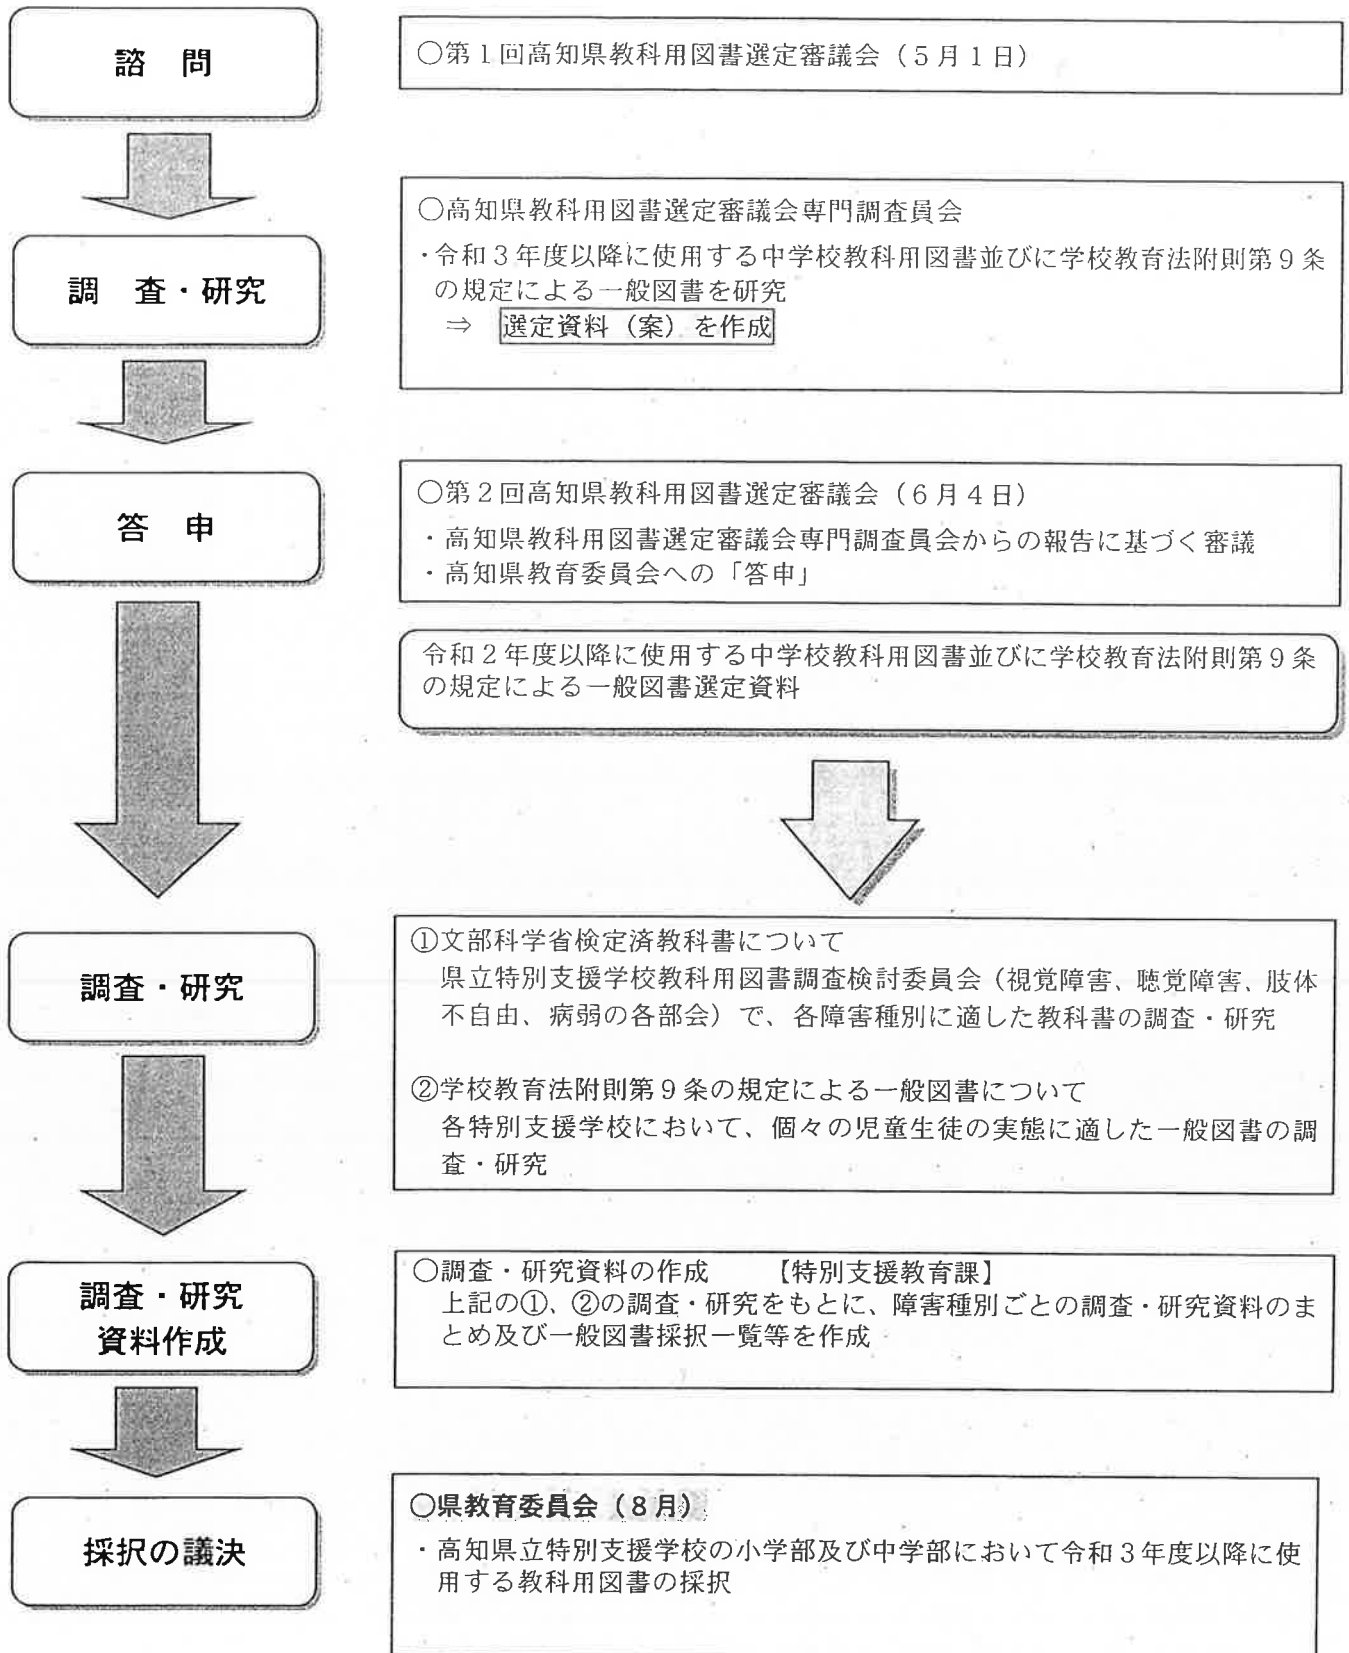 諮　問
○第１回高知県教科用図書選定審議会（５月１日）
調　査・研究
○高知県教科用図書選定審議会専門調査員会
・令和３年度以降に使用する中学校教科用図書並びに学校教育法附則第９条
の規定による一般図書を研究
⇒　選定資料（案）を作成
答　申
○第２回高知県教科用図書選定審議会（６月４日）
・高知県教科用図書選定審議会専門調査員会からの報告に基づく審議
・高知県教育委員会への「答申」
令和２年度以降に使用する中学校教科用図書並びに学校教育法附則第９条
の規定による一般図書選定資料
調査・研究
①文部科学省検定済教科書について
県立特別支援学校教科用図書調査検討委員会（視覚障害、聴覚障害、肢体
不自由、病弱の各部会）で、各障害種別に適した教科書の調査・研究
②学校教育法附則第９条の規定による一般図書について
各特別支援学校において、個々の児童生徒の実態に適した一般図書の調
査・研究
調査・研究
資料作成
○調査・研究資料の作成　　【特別支援教育課】
上記の①、②の調査・研究をもとに、障害種別ごとの調査・研究資料のま
とめ及び一般図書採択一覧等を作成
採択の議決
○県教育委員会（８月）
・高知県立特別支援学校の小学部及び中学部において令和３年度以降に使
用する教科用図書の採択